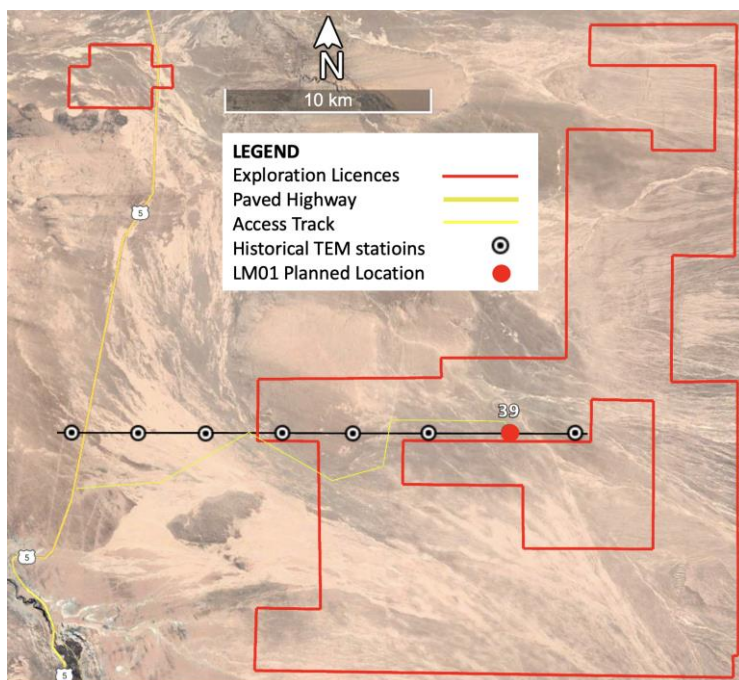 N
10 km
LEGEND
Exploration Licences
Paved Highway
Access Track
Historical TEM statioins
LM01 Planned Location
5
39
5
5